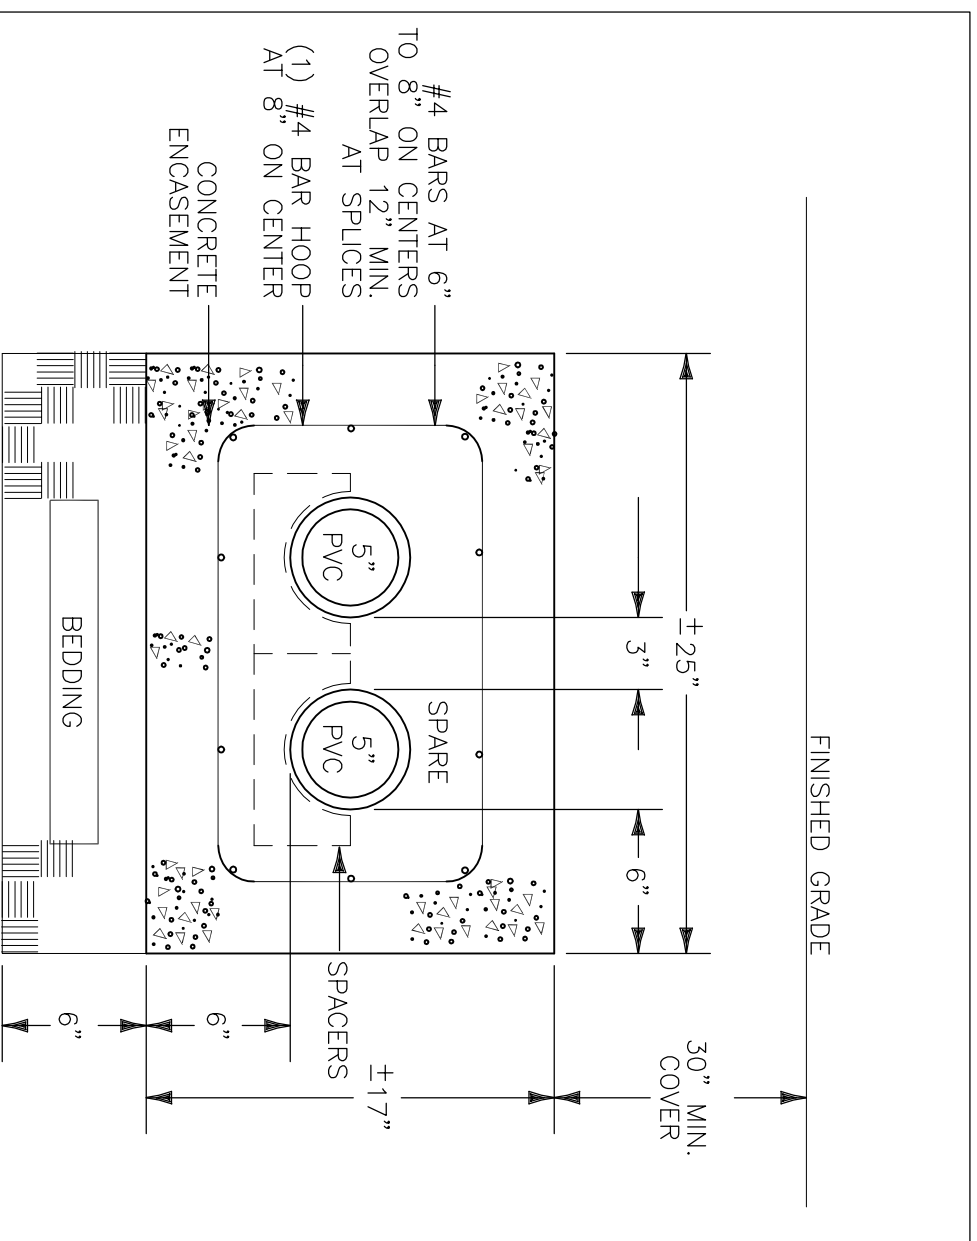 FINISHED GRADE
30” MIN.
COVER
±25”
3”
6”
#4 BARS AT 6”
TO 8” ON CENTERS
OVERLAP 12” MIN.
AT SPLICES
(1) #4 BAR HOOP
AT 8” ON CENTER
CONCRETE
ENCASEMENT
SPARE
5”
PVC
5”
PVC
SPACERS
±17”
6”
6”
BEDDING